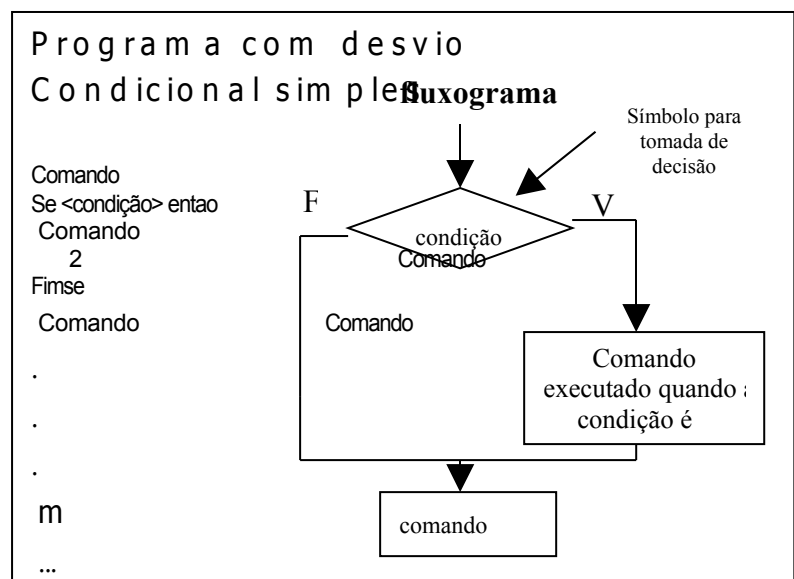 Programa com desvio
Condicional simples
fluxograma
Símbolo para
tomada de
decisão
Comando
Se <condição> entao
Comando
2
Fimse
Comando
.
.
.
m
...
F
V
condição
Comando
Comando
Comando
executado quando a
condição é
comando